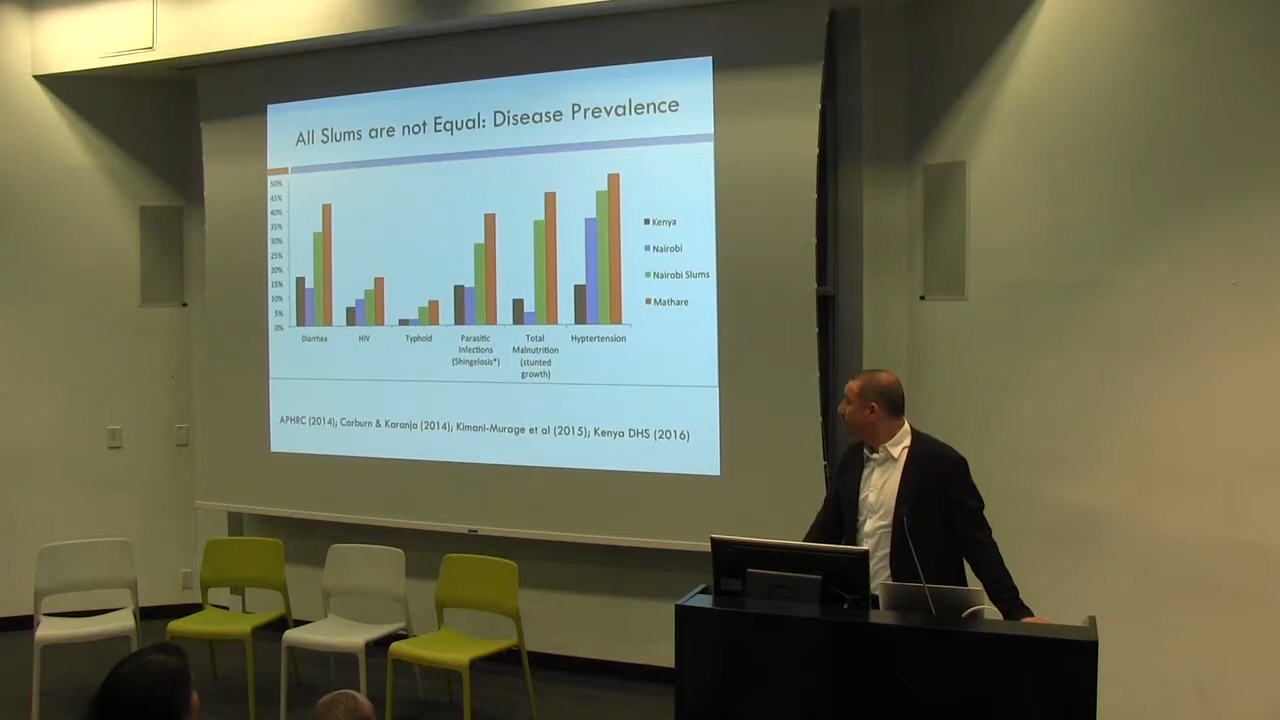 All Slums are not Equal: Disease Prevalence
50%
45%
40%
35%
30%
25%
20%
15%
10%
5%
0%
Diarrhea
HIV
Typhoid
Parasitic
Infections
(Shingelosis*)
Total
Malnutrition
(stunted
growth)
Hyptertension
Kenya
Nairobi
Nairobi Slums
Mathare
APHRC (2014); Corburn & Karanja (2014); Kimani-Murage et al (2015); Kenya DHS (2016)